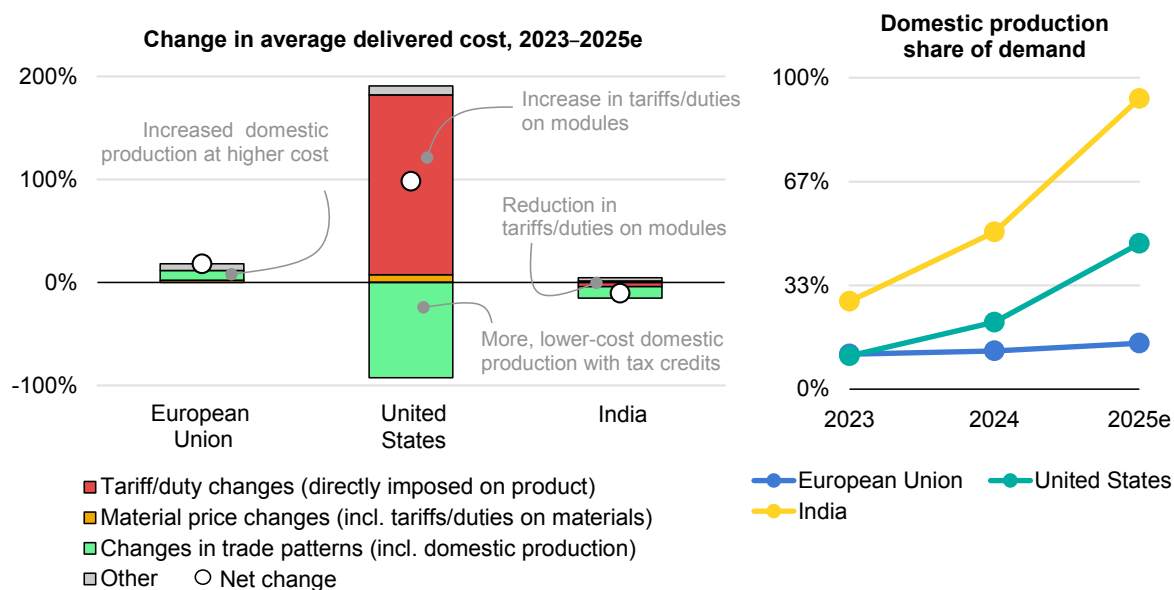 Change in average delivered cost, 2023–2025e
200%
100%
0%
-100%
Increased domestic
production at higher cost
Increase in tariffs/duties
on modules
Reduction in
tariffs/duties on modules
More, lower-cost domestic
production with tax credits
European
Union
United
States
India
Tariff/duty changes (directly imposed on product)
Material price changes (incl. tariffs/duties on materials)
Changes in trade patterns (incl. domestic production)
Other
Net change
Domestic production
share of demand
100%
67%
33%
0%
2023
2024
2025e
European Union
United States
India